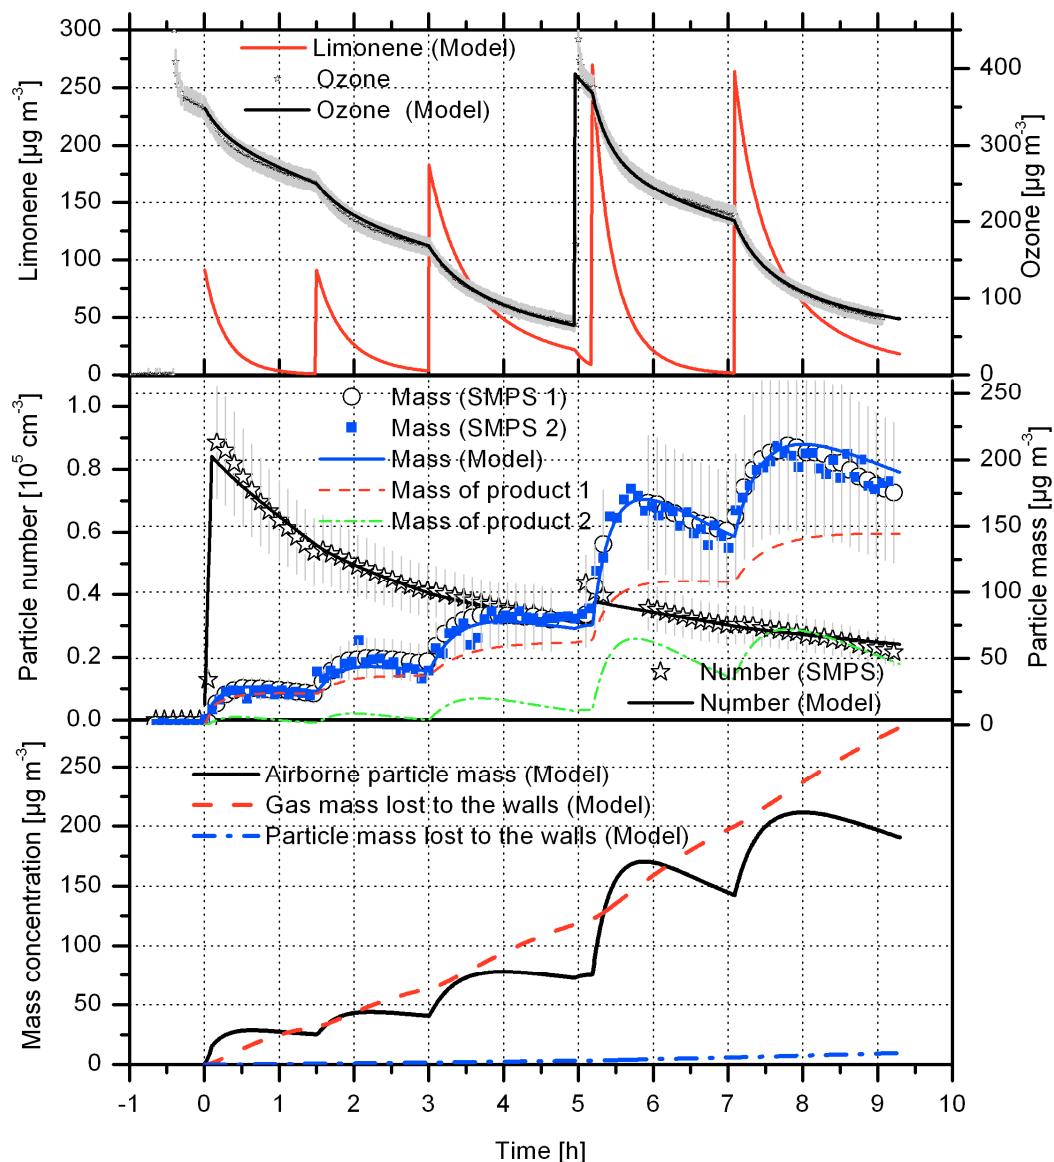 300
250
200
150
100
50
0
Limonene [µg m-3]
Limonene (Model)
Ozone
Ozone (Model)
400
300
200
100
0
Ozone [µg m-3]
1.0
0.8
0.6
0.4
0.2
0.0
Particle number [10^5 cm-3]
Mass (SMPS 1)
Mass (SMPS 2)
Mass (Model)
Mass of product 1
Mass of product 2
Number (SMPS)
Number (Model)
250
200
150
100
50
0
Particle mass [µg m-3]
250
200
150
100
50
0
Mass concentration [µg m-3]
Airborne particle mass (Model)
Gas mass lost to the walls (Model)
Particle mass lost to the walls (Model)
-1 0 1 2 3 4 5 6 7 8 9 10
Time [h]